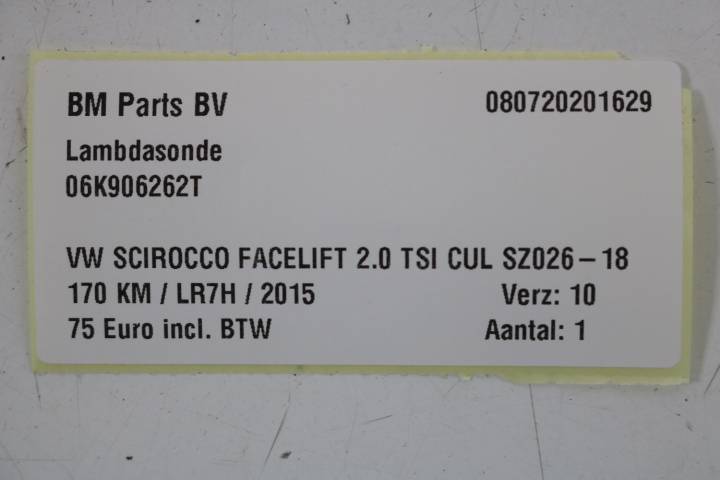 BM Parts BV 080720201629
Lambdasonde
06K906262T
VW SCIROCCO FACELIFT 2.0 TSI CUL SZ026-18
170 KM / LR7H / 2015 Verz: 10
75 Euro incl. BTW Aantal: 1